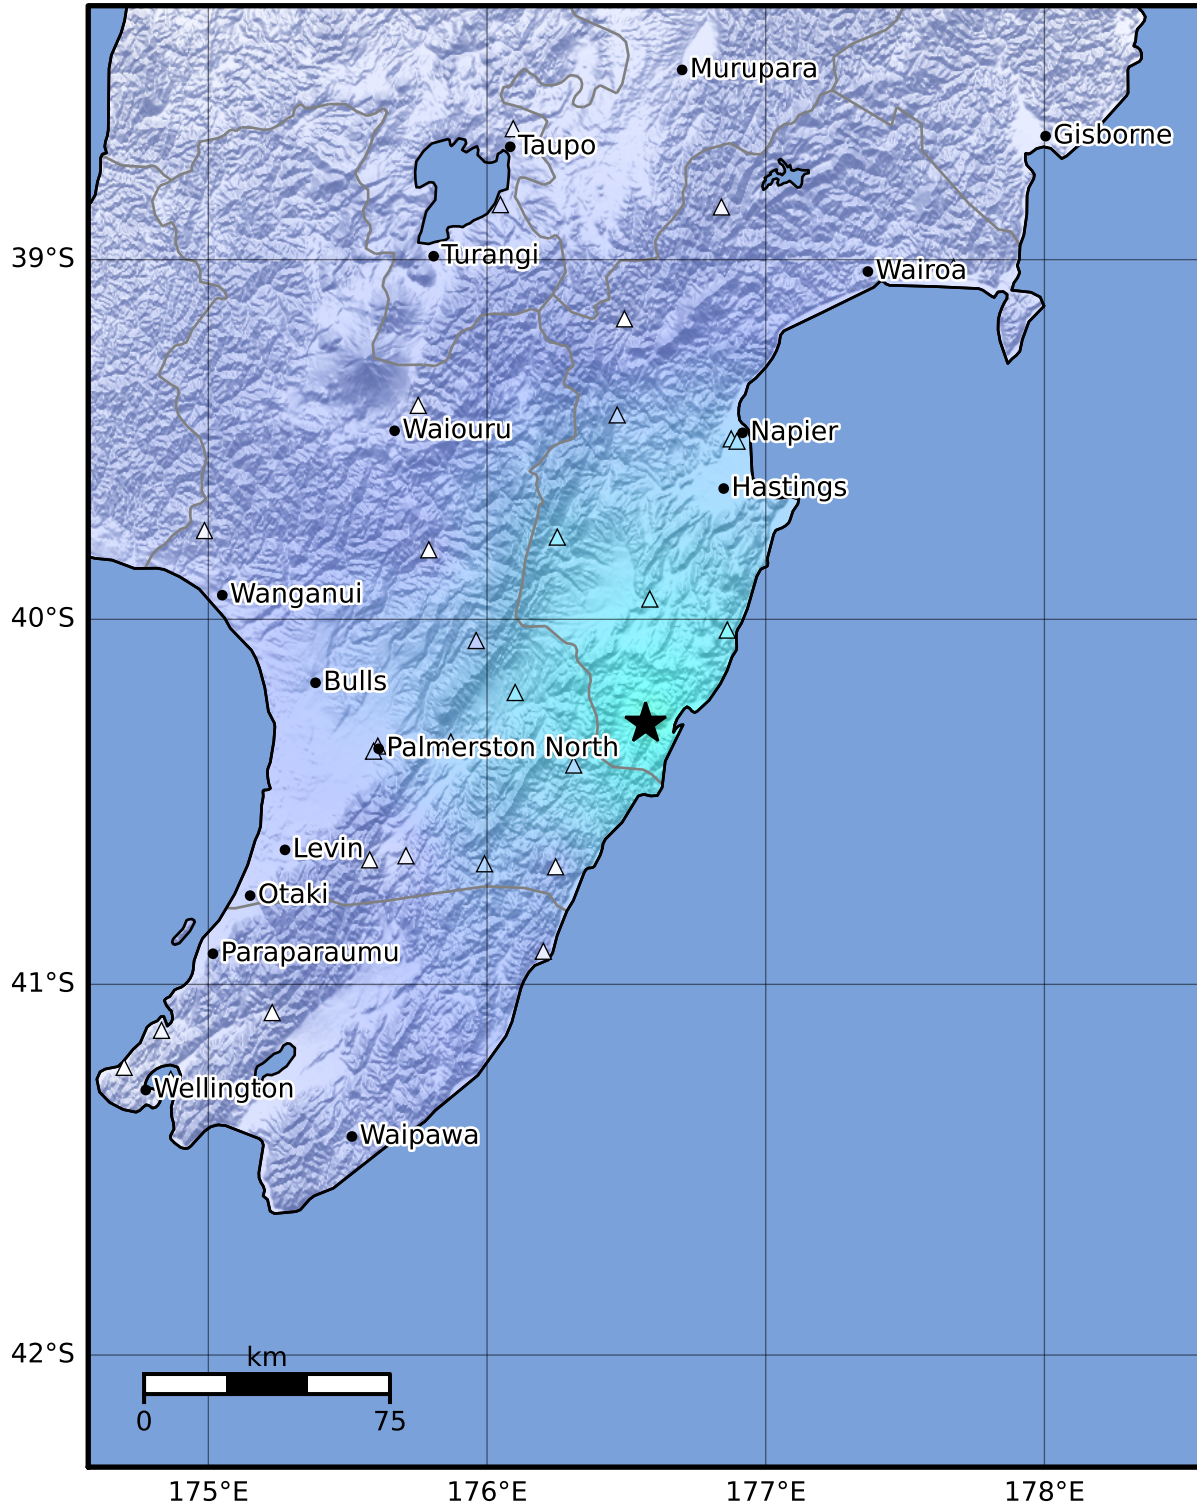 Murupara
Gisborne
Taupo
Turangi
39°S
Wairoa
Waiouru
Napier
Hastings
Wanganui
40°S
Bulls
Palmerston North
Levin
Otaki
Paraparaumu
41°S
Wellington
Waipawa
42°S
km
0
75
175°E
176°E
177°E
178°E